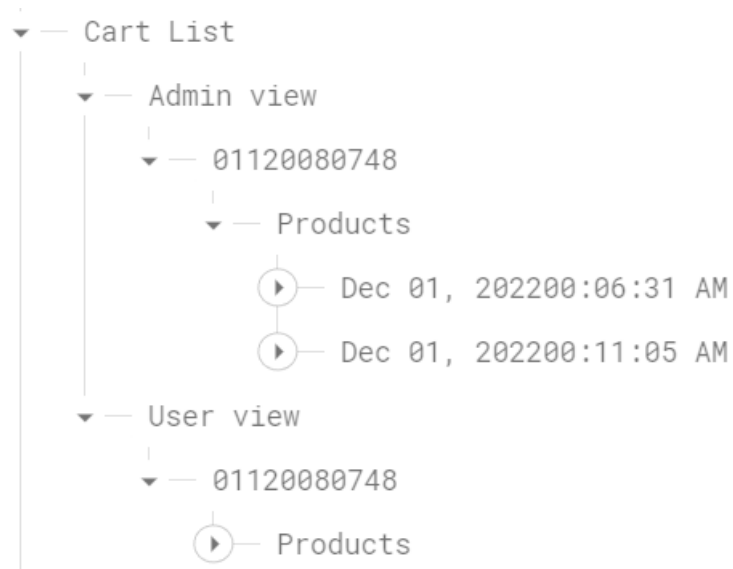 Cart List
Admin view
01120080748
Products
Dec 01, 202200:06:31 AM
Dec 01, 202200:11:05 AM
User view
01120080748
Products